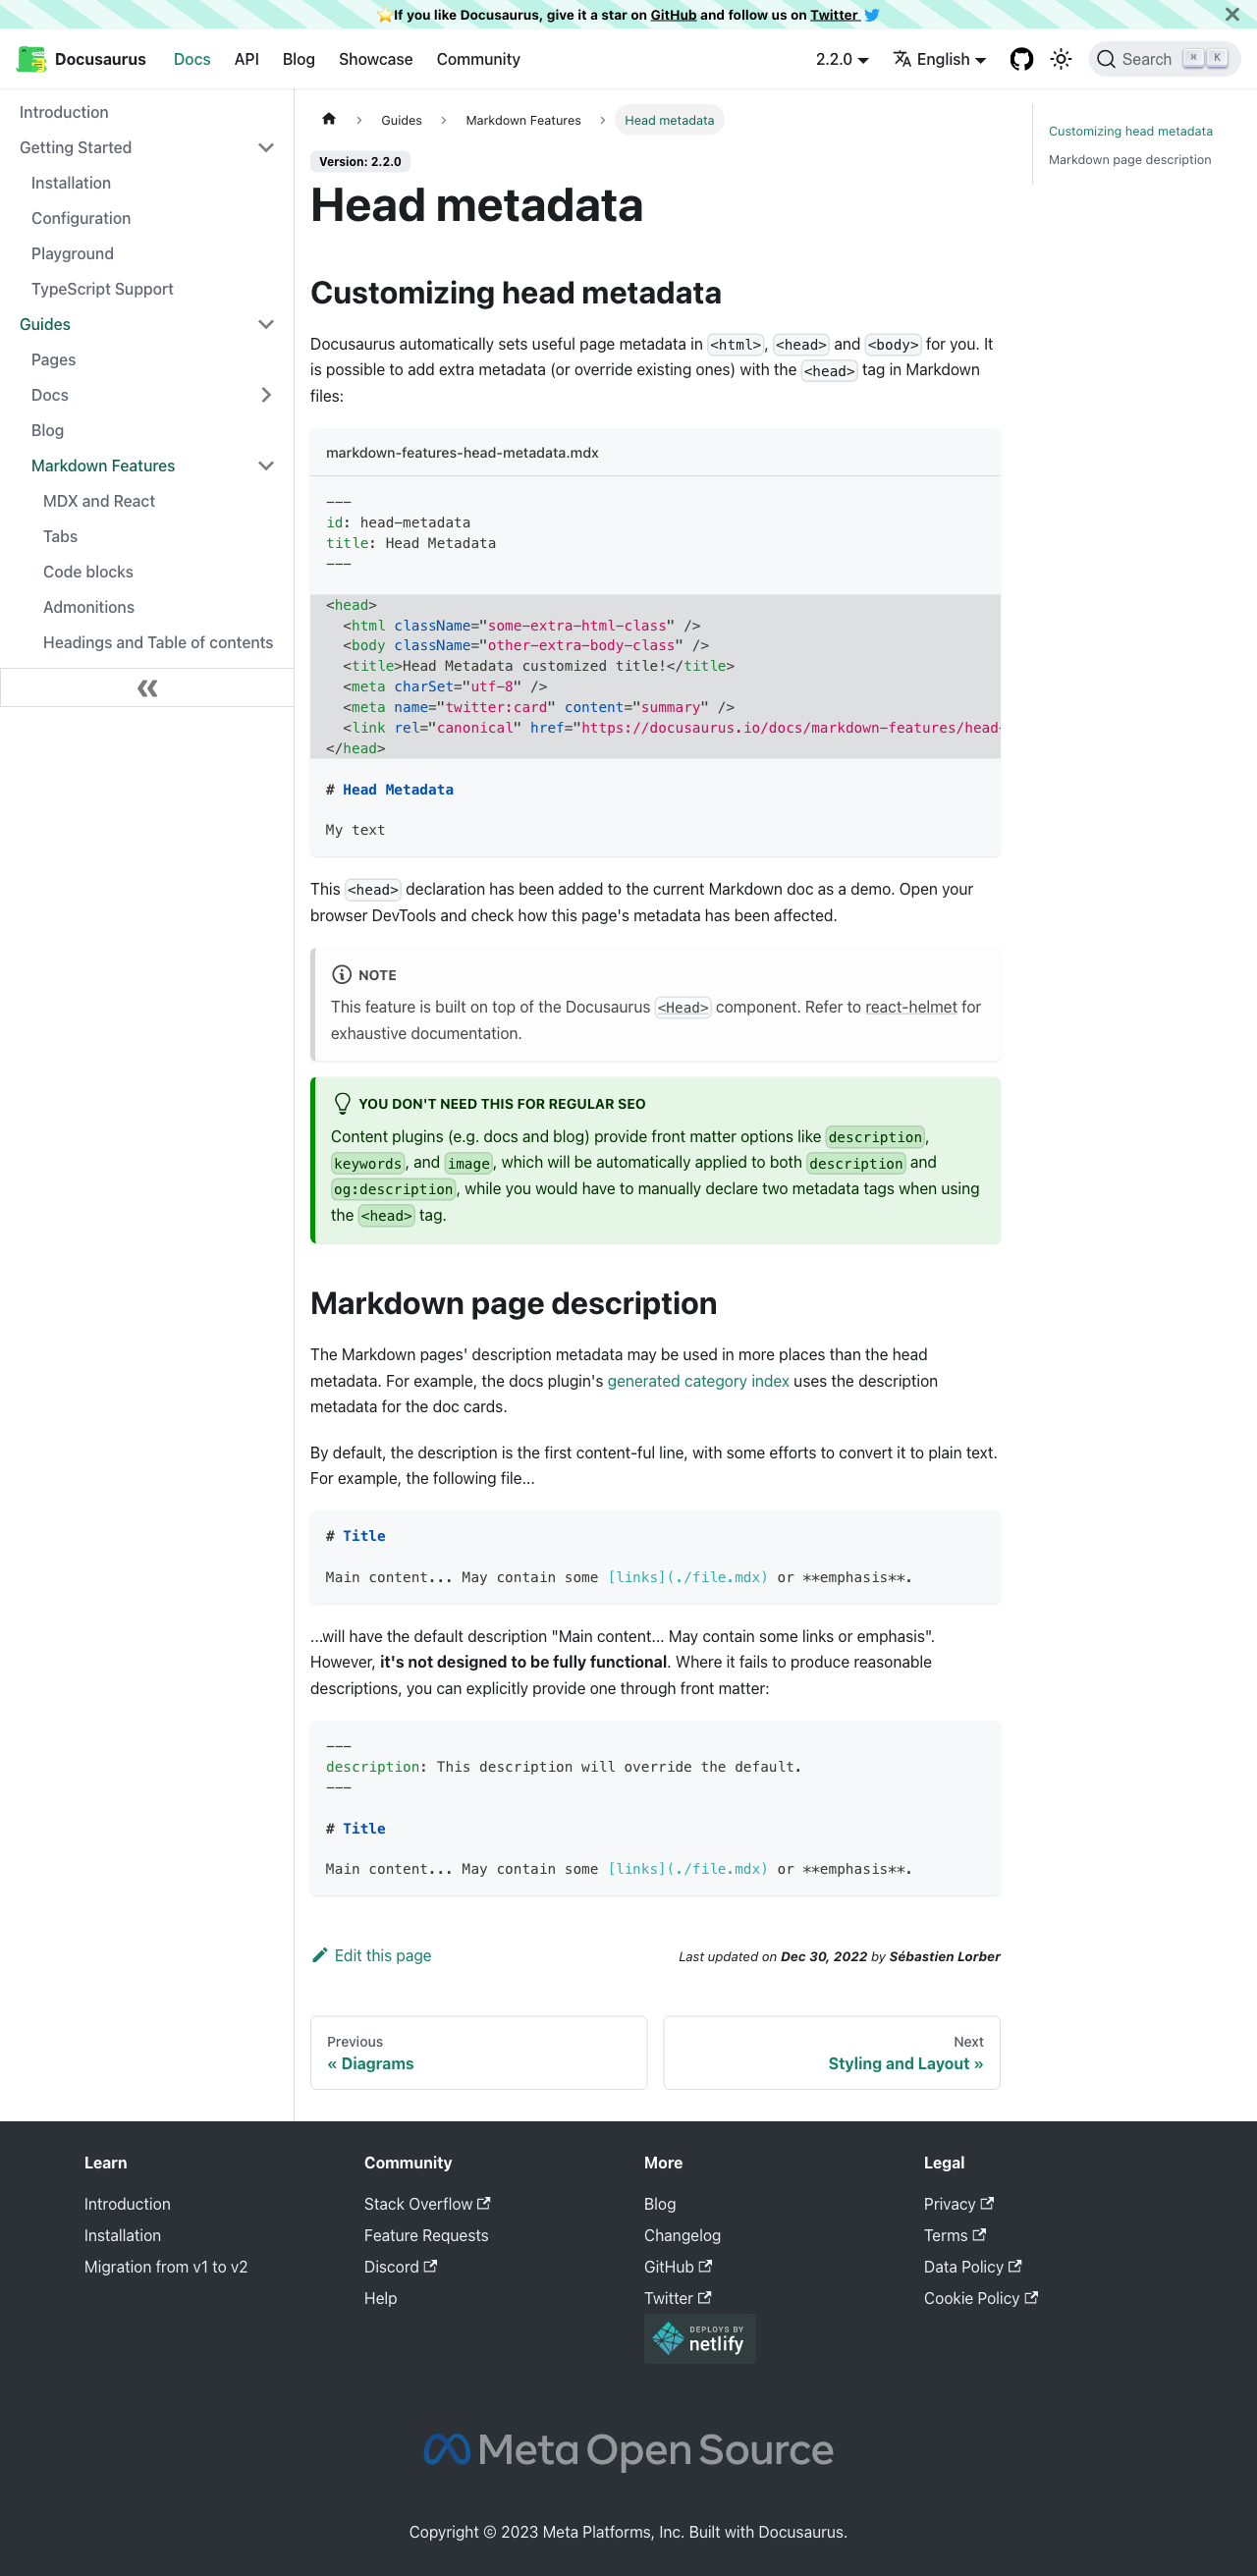 ⭐️ If you like Docusaurus, give it a star on GitHub and follow us on Twitter
Docusaurus Docs API Blog Showcase Community 2.2.0 English Search ⌘ K
Introduction
Getting Started
Installation
Configuration
Playground
TypeScript Support
Guides
Pages
Docs
Blog
Markdown Features
MDX and React
Tabs
Code blocks
Admonitions
Headings and Table of contents
Guides Markdown Features Head metadata
Version: 2.2.0
Head metadata
Customizing head metadata
Docusaurus automatically sets useful page metadata in <html>, <head> and <body> for you. It
is possible to add extra metadata (or override existing ones) with the <head> tag in Markdown
files:
markdown-features-head-metadata.mdx
---
id: head-metadata
title: Head Metadata
---
<head>
  <html className="some-extra-html-class" />
  <body className="other-extra-body-class" />
  <title>Head Metadata customized title!</title>
  <meta charSet="utf-8" />
  <meta name="twitter:card" content="summary" />
  <link rel="canonical" href="https://docusaurus.io/docs/markdown-features/head-
</head>
# Head Metadata
My text
This <head> declaration has been added to the current Markdown doc as a demo. Open your
browser DevTools and check how this page's metadata has been affected.
NOTE
This feature is built on top of the Docusaurus <Head> component. Refer to react-helmet for
exhaustive documentation.
YOU DON'T NEED THIS FOR REGULAR SEO
Content plugins (e.g. docs and blog) provide front matter options like description,
keywords, and image, which will be automatically applied to both description and
og:description, while you would have to manually declare two metadata tags when using
the <head> tag.
Markdown page description
The Markdown pages' description metadata may be used in more places than the head
metadata. For example, the docs plugin's generated category index uses the description
metadata for the doc cards.
By default, the description is the first content-ful line, with some efforts to convert it to plain text.
For example, the following file...
# Title
Main content... May contain some [links](./file.mdx) or **emphasis**.
...will have the default description "Main content... May contain some links or emphasis".
However, it's not designed to be fully functional. Where it fails to produce reasonable
descriptions, you can explicitly provide one through front matter:
---
description: This description will override the default.
---
# Title
Main content... May contain some [links](./file.mdx) or **emphasis**.
Edit this page
Last updated on Dec 30, 2022 by Sébastien Lorber
Previous
« Diagrams
Next
Styling and Layout »
Customizing head metadata
Markdown page description
Learn
Introduction
Installation
Migration from v1 to v2
Community
Stack Overflow
Feature Requests
Discord
Help
More
Blog
Changelog
GitHub
Twitter
DEPLOYS BY
netlify
Legal
Privacy
Terms
Data Policy
Cookie Policy
Meta Open Source
Copyright © 2023 Meta Platforms, Inc. Built with Docusaurus.